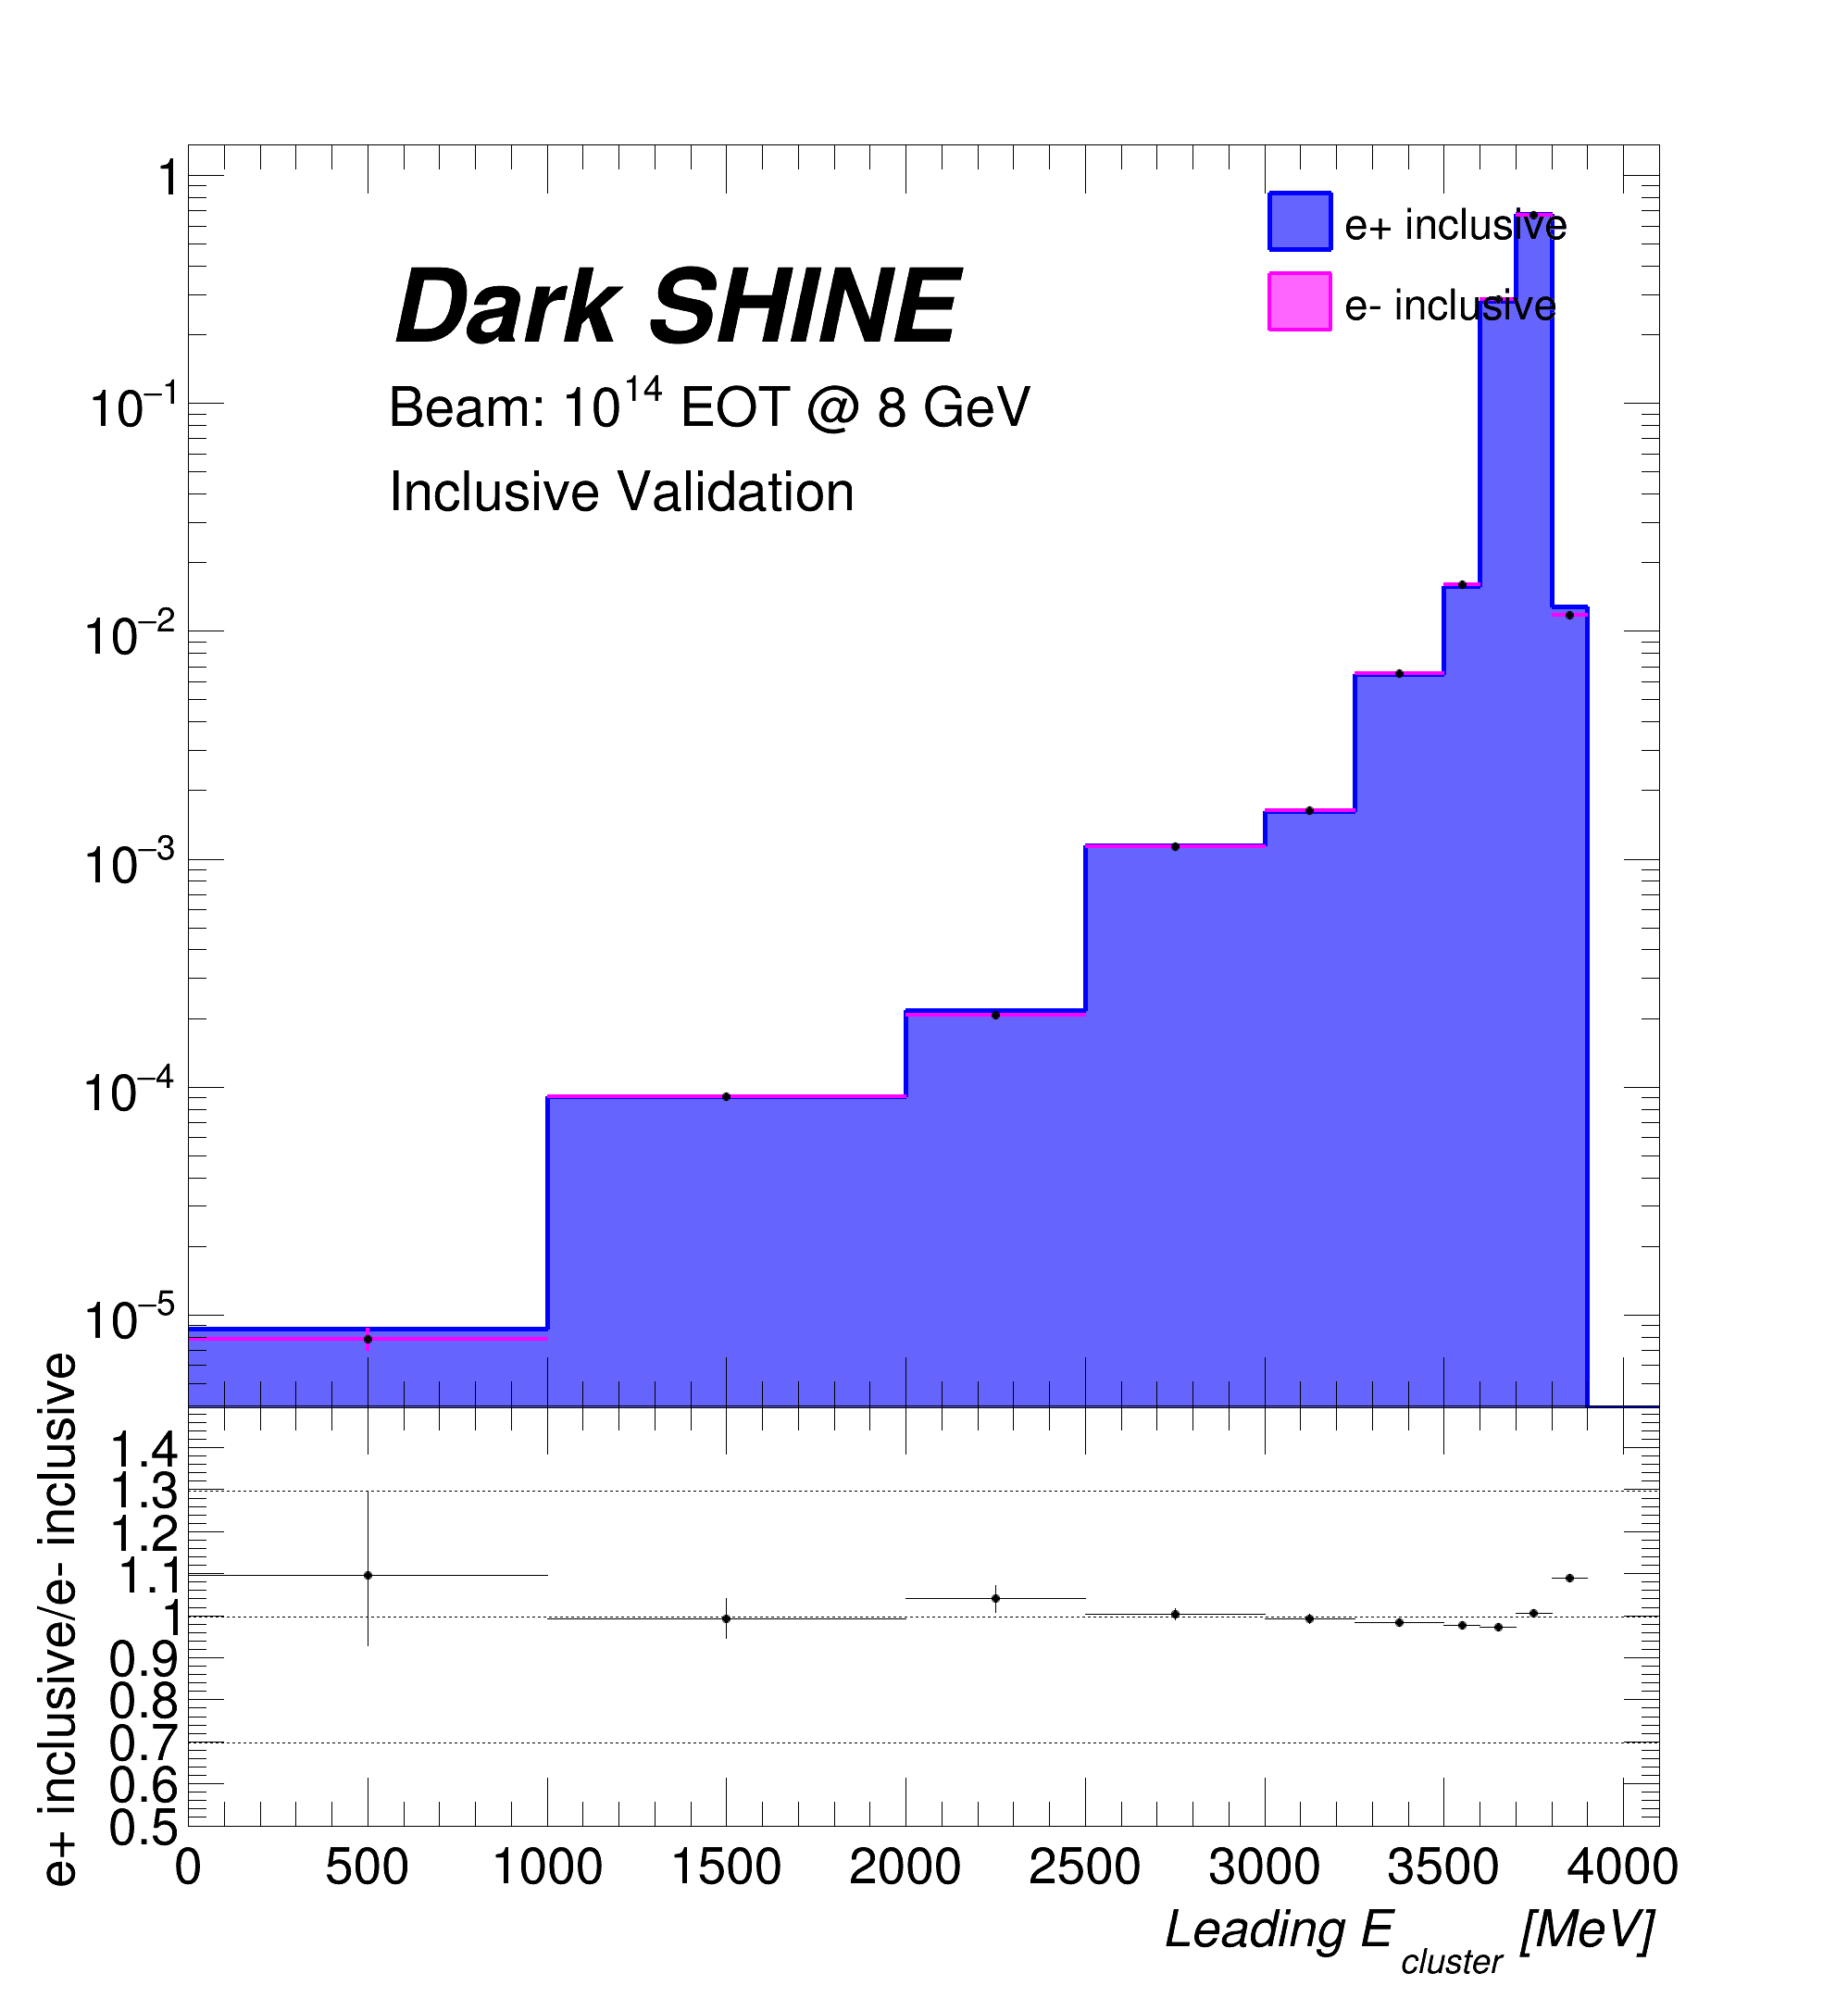 1
e+ inclusive
Dark SHINE
e- inclusive
10⁻¹
Beam: 10¹⁴ EOT @ 8 GeV
Inclusive Validation
10⁻²
10⁻³
10⁻⁴
10⁻⁵
e+ inclusive/e- inclusive
1.4
1.3
1.2
1.1
1
0.9
0.8
0.7
0.6
0.5
0 500 1000 1500 2000 2500 3000 3500 4000
Leading E cluster [MeV]